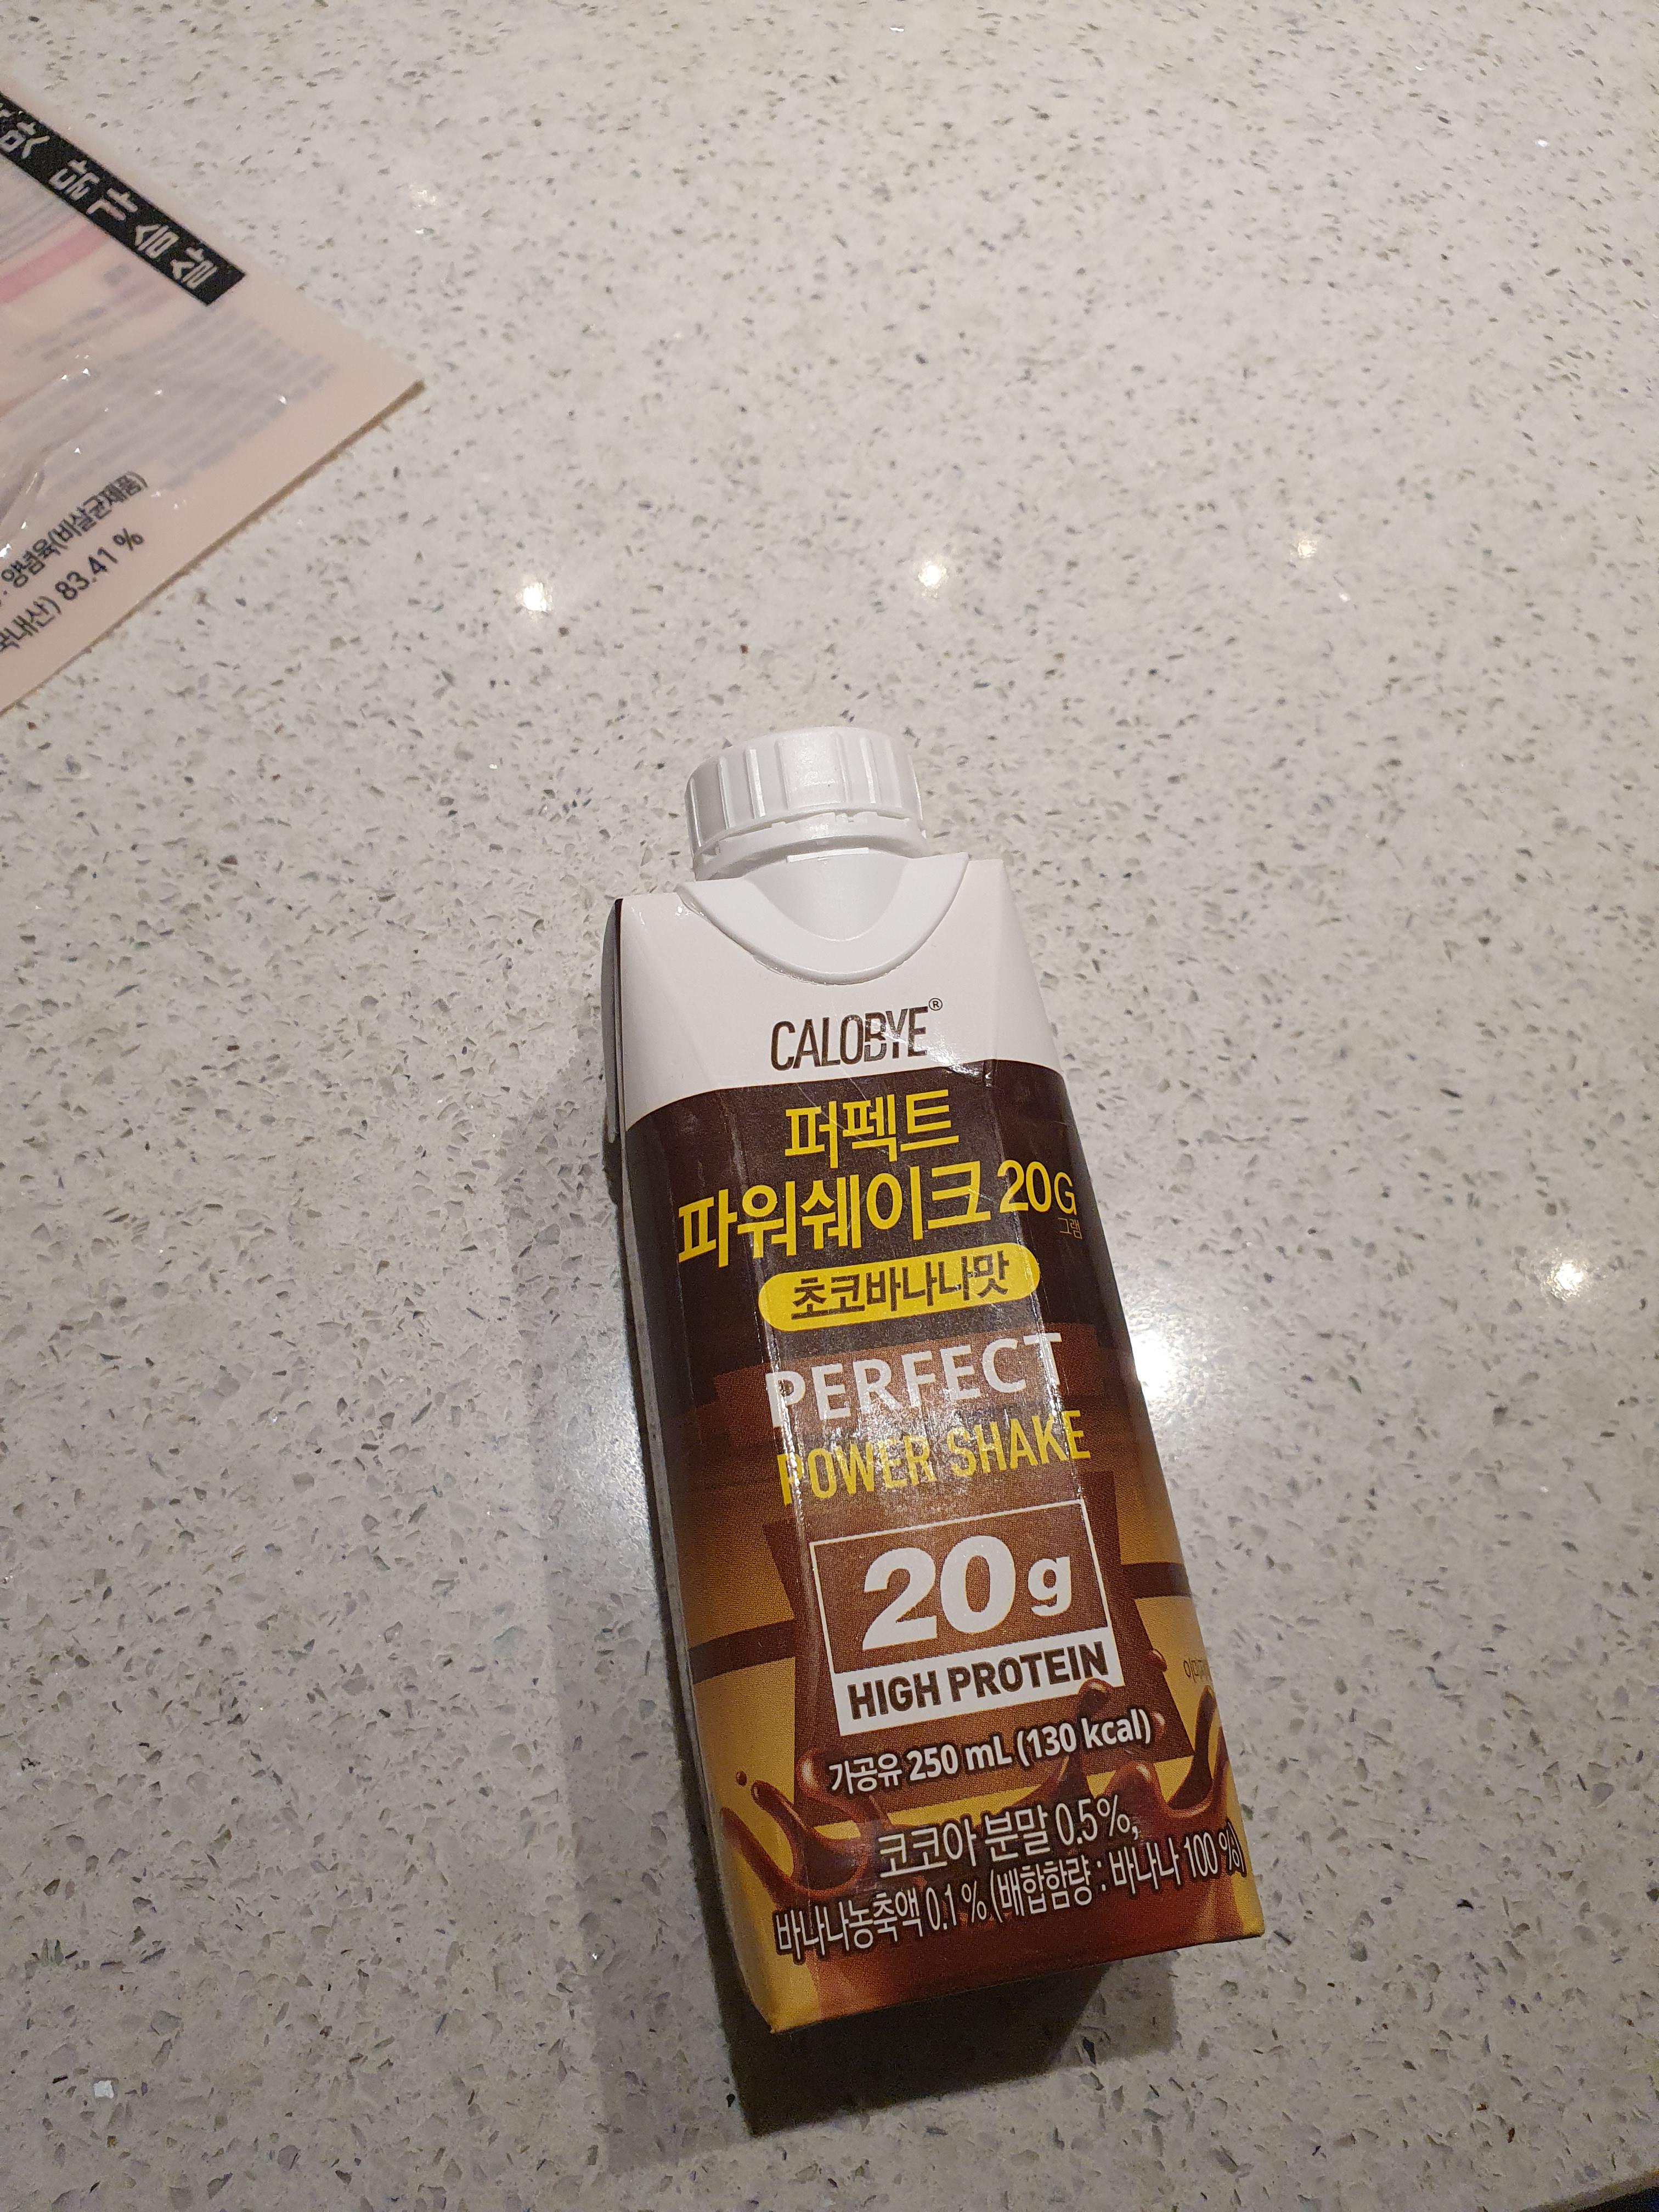 양념육(비살균제품)
국내산) 83.41 %
CALOBYE®
퍼펙트
파워쉐이크 20G
그램
초코바나나맛
PERFECT
POWER SHAKE
20g
HIGH PROTEIN
가공유 250 mL (130 kcal)
코코아 분말 0.5%,
바나나농축액 0.1% (배합함량 : 바나나 100%)